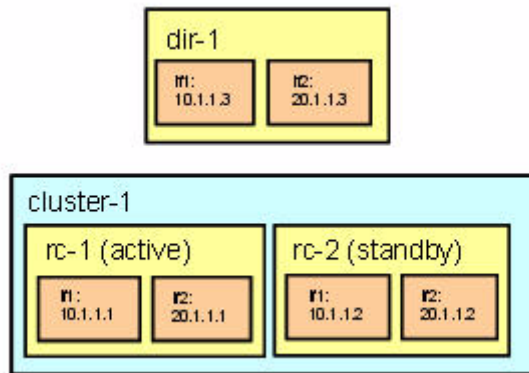 dir-1
If1:
10.1.1.3
If2:
20.1.1.3
cluster-1
rc-1 (active)
If1:
10.1.1.1
If2:
20.1.1.1
rc-2 (standby)
If1:
10.1.1.2
If2:
20.1.1.2